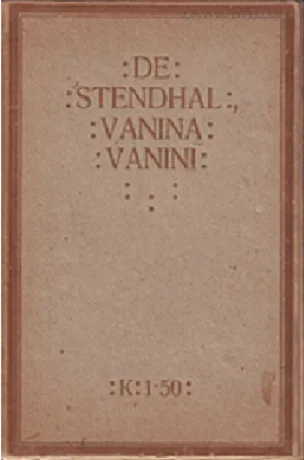 :DE:
:STENDHAL:,
:VANINA:
:VANINI:
:K:1·50: